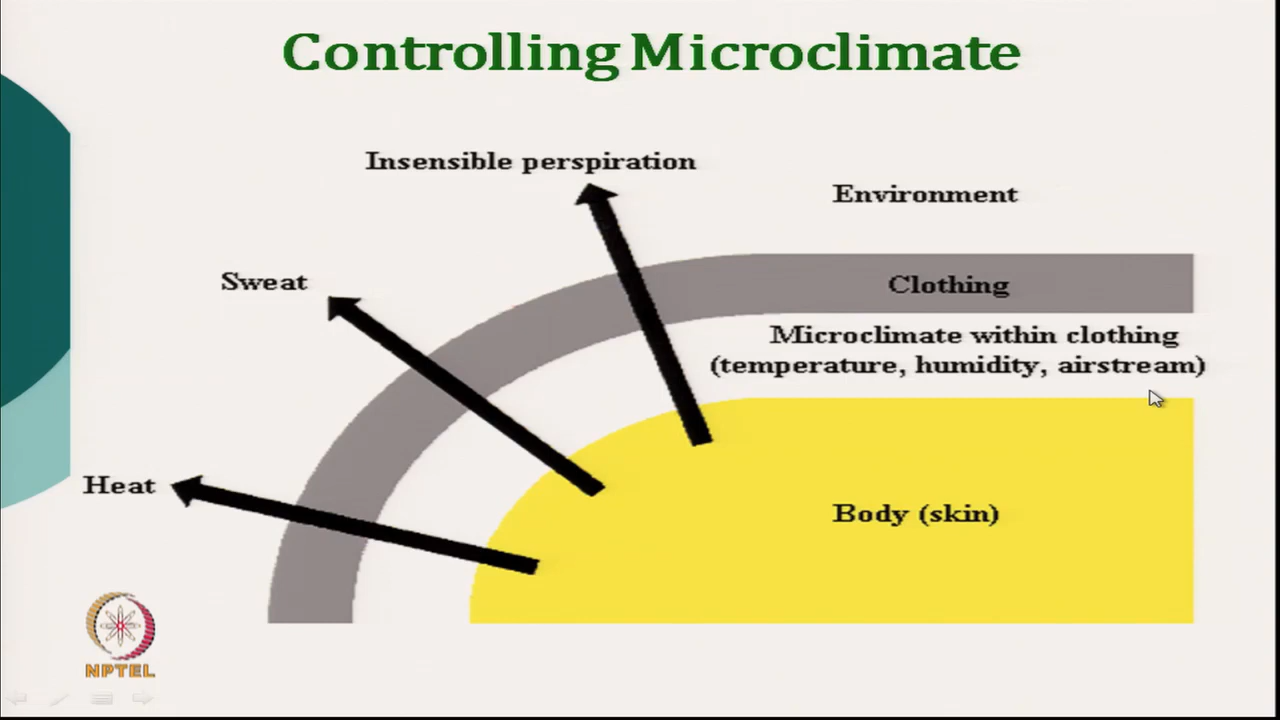 Controlling Microclimate
Insensible perspiration
Environment
Sweat
Clothing
Microclimate within clothing
(temperature, humidity, airstream)
Heat
Body (skin)
NPTEL